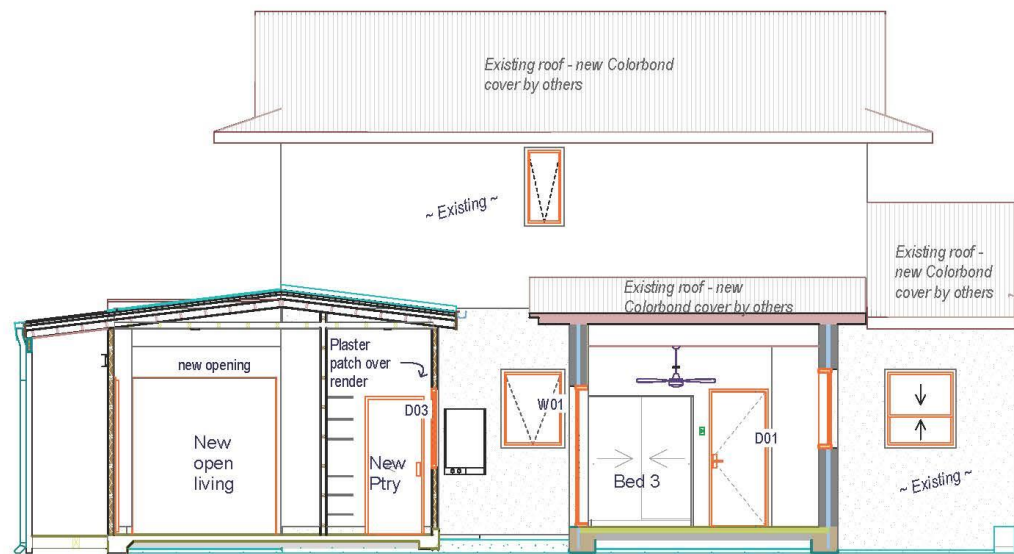 Existing roof - new Colorbond
cover by others
~ Existing ~
Existing roof -
new Colorbond
cover by others
Existing roof - new
Colorbond cover by others
new opening
Plaster
patch over
render
D03
W01
D01
New
open
living
New
Ptry
Bed 3
~ Existing ~